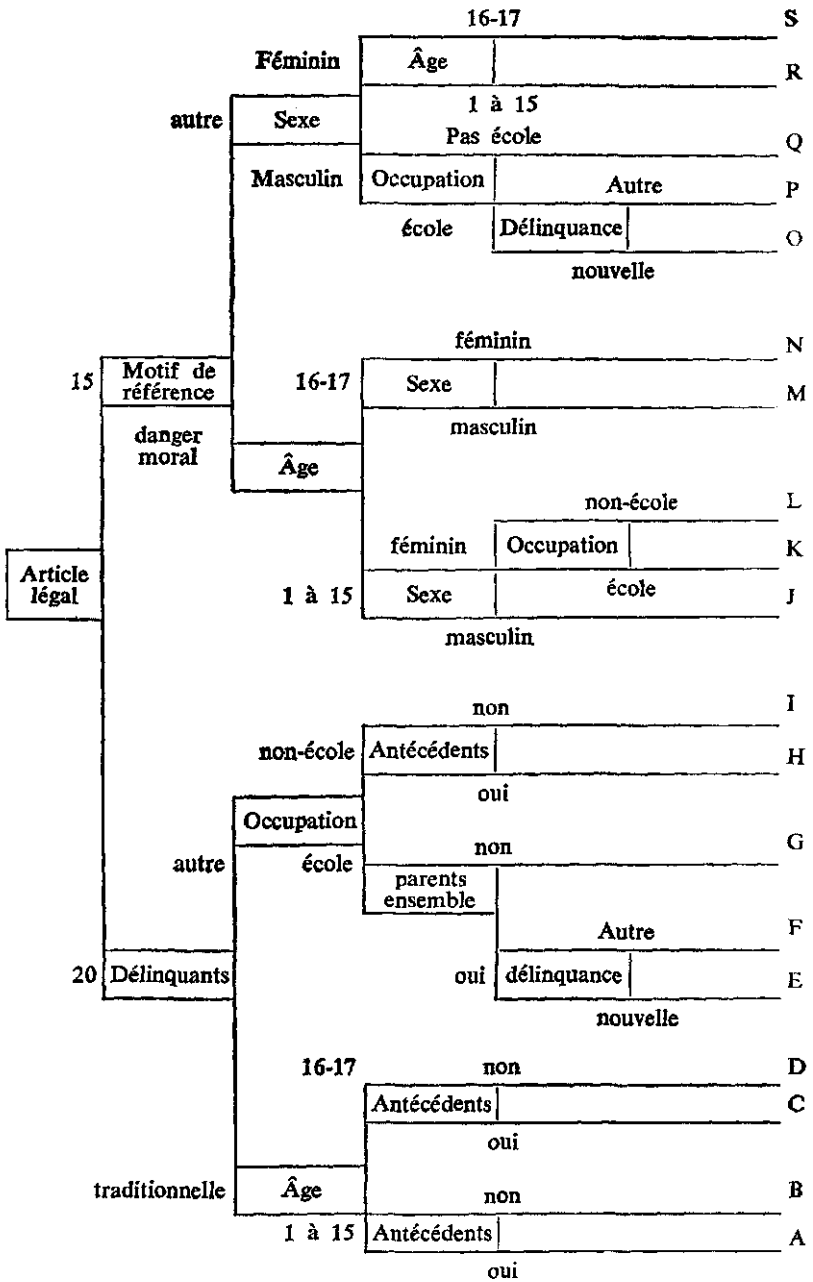 16-17 S
Féminin Âge R
1 à 15
autre Sexe Pas école Q
Masculin Occupation Autre P
école Délinquance O
nouvelle
féminin N
15 Motif de référence 16-17 Sexe M
danger moral masculin
Âge
non-école L
féminin Occupation K
Article légal 1 à 15 Sexe école J
masculin
non I
non-école Antécédents H
oui
Occupation
autre école non G
parents ensemble
Autre F
20 Délinquants oui délinquance E
nouvelle
16-17 non D
Antécédents C
oui
traditionnelle Âge non B
1 à 15 Antécédents A
oui